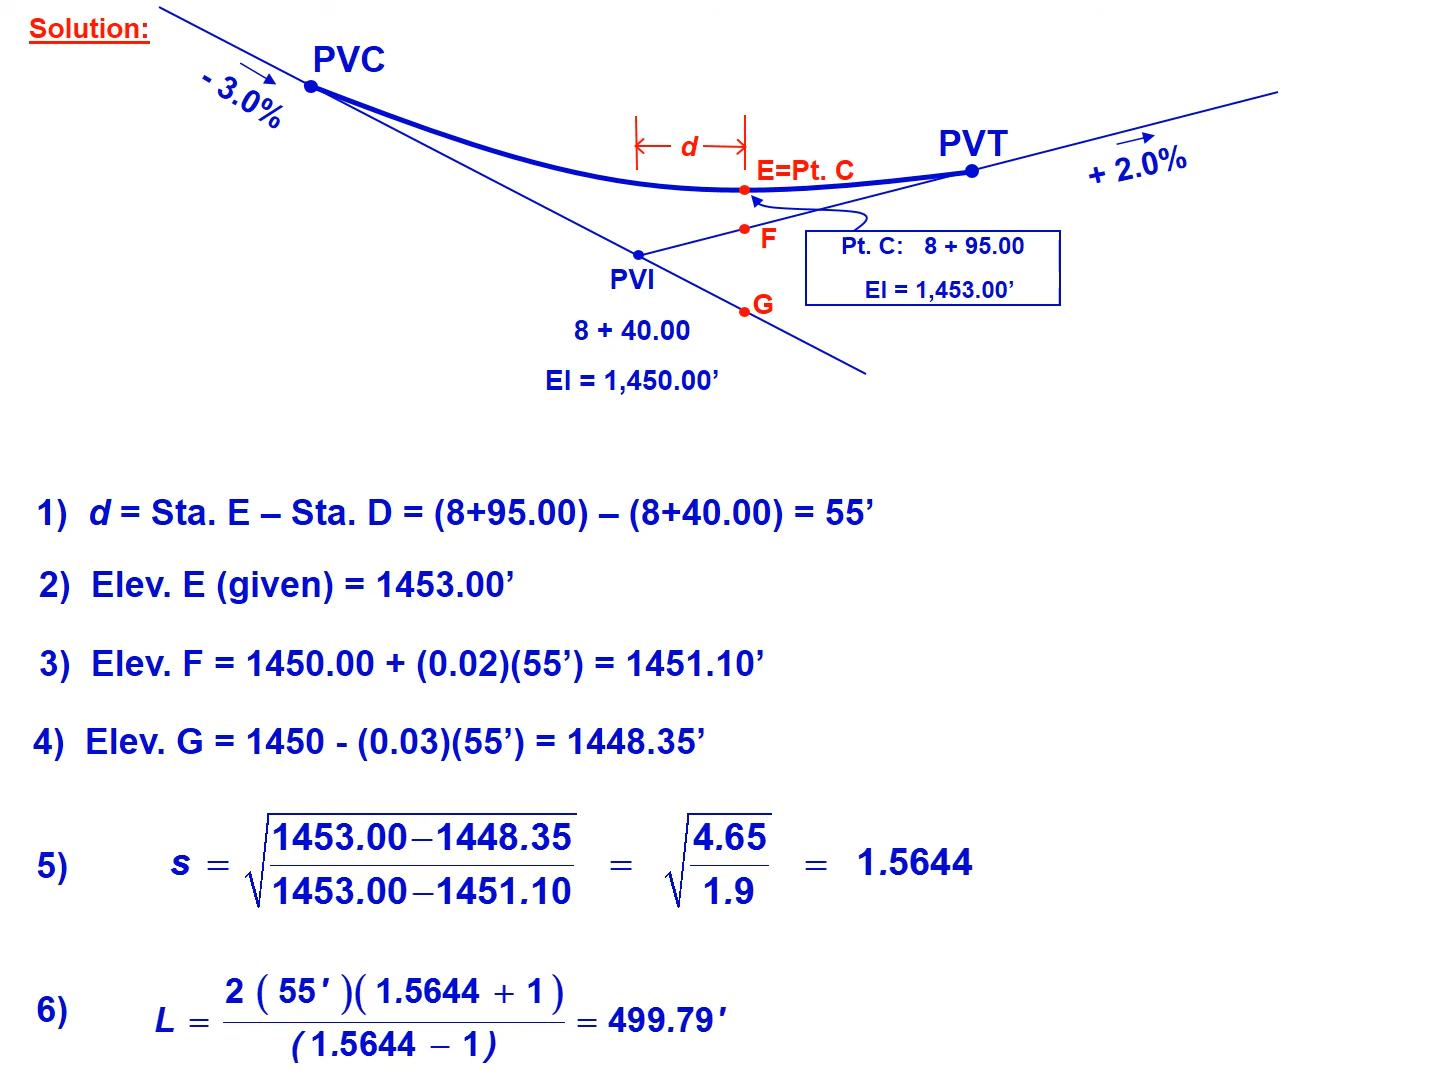 Solution:
PVC
- 3.0%
d
E=Pt. C
PVT
+ 2.0%
F
Pt. C: 8 + 95.00
El = 1,453.00’
PVI
G
8 + 40.00
El = 1,450.00’
1) d = Sta. E – Sta. D = (8+95.00) – (8+40.00) = 55’
2) Elev. E (given) = 1453.00’
3) Elev. F = 1450.00 + (0.02)(55’) = 1451.10’
4) Elev. G = 1450 - (0.03)(55’) = 1448.35’
5) s = √((1453.00 – 1448.35)/(1453.00 – 1451.10)) = √(4.65/1.9) = 1.5644
6) L = 2 ( 55′ )( 1.5644 + 1 )/(1.5644 – 1) = 499.79′